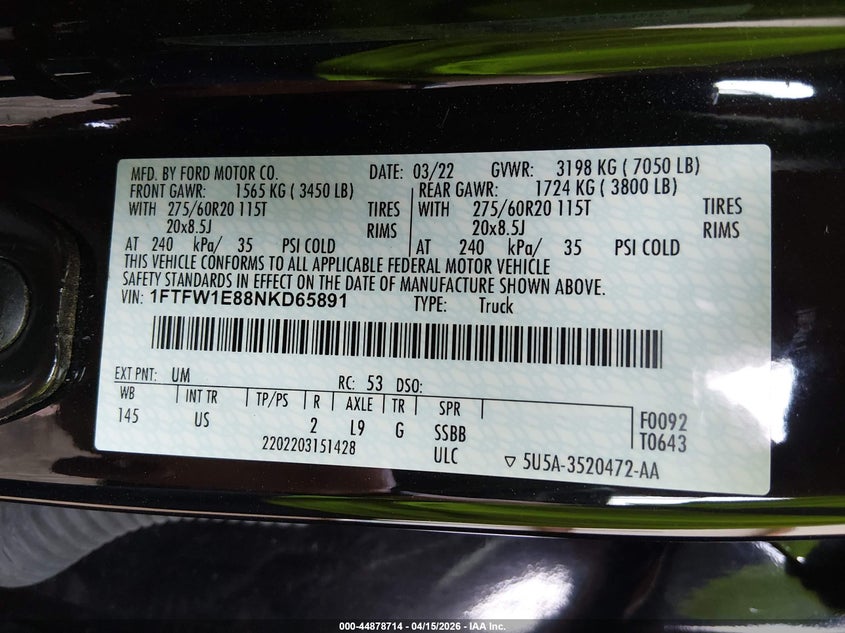 MFD. BY FORD MOTOR CO. DATE: 03/22 GVWR: 3198 KG ( 7050 LB)
FRONT GAWR: 1565 KG ( 3450 LB) REAR GAWR: 1724 KG ( 3800 LB)
WITH 275/60R20 115T TIRES WITH 275/60R20 115T TIRES
20x8.5J RIMS 20x8.5J RIMS
AT 240 kPa/ 35 PSI COLD AT 240 kPa/ 35 PSI COLD
THIS VEHICLE CONFORMS TO ALL APPLICABLE FEDERAL MOTOR VEHICLE
SAFETY STANDARDS IN EFFECT ON THE DATE OF MANUFACTURE SHOWN ABOVE.
VIN: 1FTFW1E88NKD65891 TYPE: Truck
EXT PNT: UM RC: 53 DSO:
WB INT TR TP/PS R AXLE TR SPR F0092
145 US 2 L9 G SSBB T0643
2202203151428 ULC ▽ 5U5A-3520472-AA
000-44878714 - 04/15/2026 - IAA Inc.